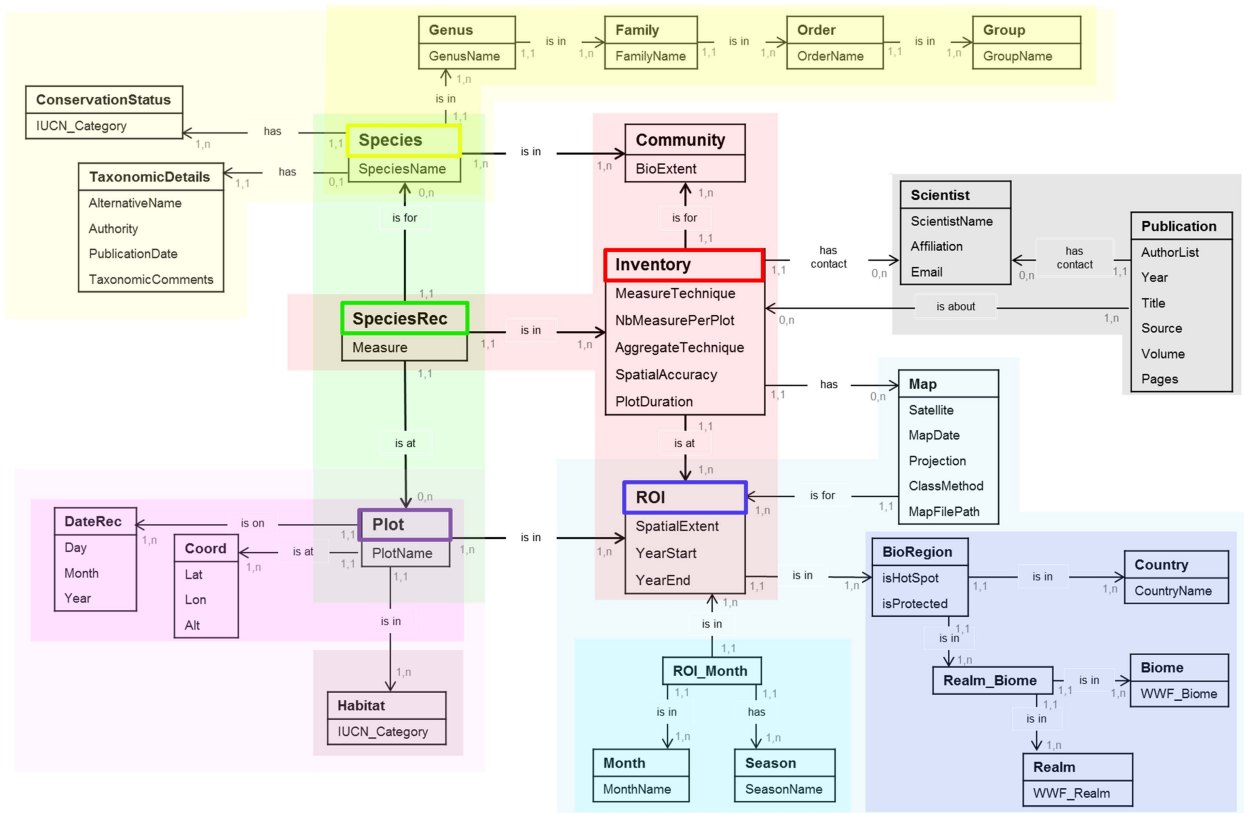 Genus
GenusName
1,1
is in
1,n
Family
FamilyName
1,1
is in
1,n
Order
OrderName
1,1
is in
1,n
Group
GroupName
1,n
is in
1,1
ConservationStatus
IUCN_Category
1,n
has
1,1
Species
SpeciesName
TaxonomicDetails
AlternativeName
Authority
PublicationDate
TaxonomicComments
1,1
has
0,1
1,n
is in
1,n
Community
BioExtent
0,n
is for
1,1
1,n
is for
1,1
SpeciesRec
Measure
1,1
is in
1,n
Inventory
MeasureTechnique
NbMeasurePerPlot
AggregateTechnique
SpatialAccuracy
PlotDuration
1,1
has
contact
0,n
Scientist
ScientistName
Affiliation
Email
0,n
has
contact
1,1
Publication
AuthorList
Year
Title
Source
Volume
Pages
0,n
is about
1,n
1,1
has
0,n
Map
Satellite
MapDate
Projection
ClassMethod
MapFilePath
1,1
is at
0,n
1,1
is at
1,n
ROI
SpatialExtent
YearStart
YearEnd
1,n
is for
1,1
DateRec
Day
Month
Year
1,n
is on
1,1
Plot
PlotName
Coord
Lat
Lon
Alt
1,n
is at
1,1
1,n
is in
1,n
1,1
is in
1,n
Habitat
IUCN_Category
1,1
is in
1,n
BioRegion
isHotSpot
isProtected
1,1
is in
1,n
Country
CountryName
1,n
is in
1,1
ROI_Month
1,1
is in
1,n
Month
MonthName
1,1
has
1,n
Season
SeasonName
1,1
is in
1,n
Realm_Biome
1,1
is in
1,n
Biome
WWF_Biome
1,1
is in
1,n
Realm
WWF_Realm